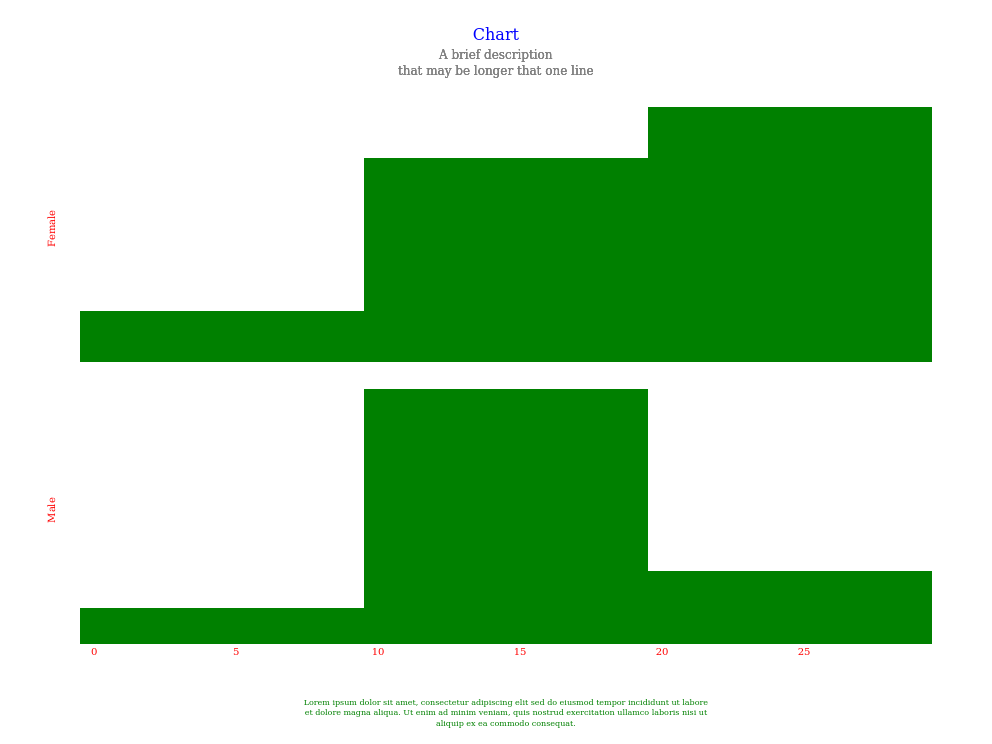 Chart
A brief description
that may be longer that one line
Female
Male
0 5 10 15 20 25
Lorem ipsum dolor sit amet, consectetur adipiscing elit sed do eiusmod tempor incididunt ut labore
et dolore magna aliqua. Ut enim ad minim veniam, quis nostrud exercitation ullamco laboris nisi ut
aliquip ex ea commodo consequat.